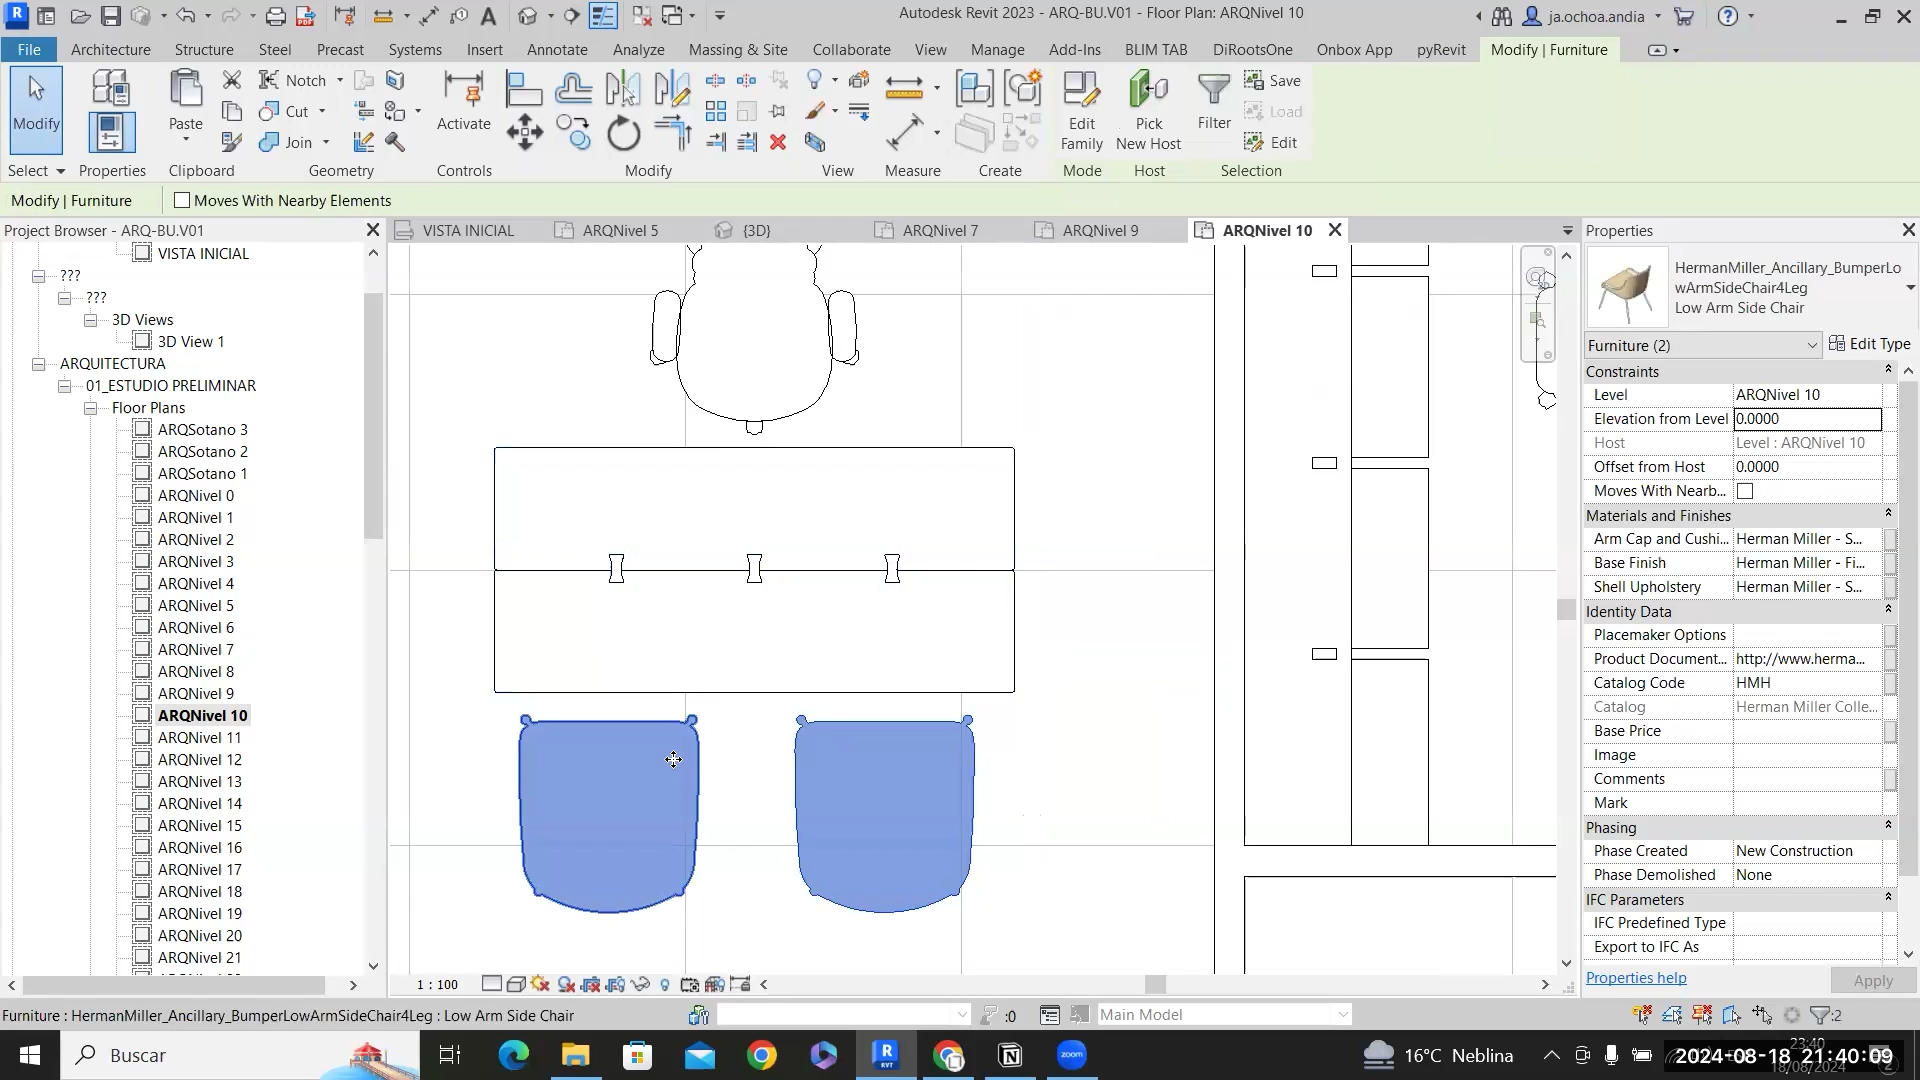 Autodesk Revit 2023 - ARQ-BU.V01 - Floor Plan: ARQNivel 10
ja.ochoa.andia
File Architecture Structure Steel Precast Systems Insert Annotate Analyze Massing & Site Collaborate View Manage Add-Ins BLIM TAB DiRootsOne Onbox App pyRevit Modify | Furniture
Modify
Paste
Notch
Cut
Join
Activate
Edit
Family
Pick
New Host
Filter
Save
Load
Edit
Select Properties Clipboard Geometry Controls Modify View Measure Create Mode Host Selection
Modify | Furniture Moves With Nearby Elements
Project Browser - ARQ-BU.V01
VISTA INICIAL
???
???
3D Views
3D View 1
ARQUITECTURA
01_ESTUDIO PRELIMINAR
Floor Plans
ARQSotano 3
ARQSotano 2
ARQSotano 1
ARQNivel 0
ARQNivel 1
ARQNivel 2
ARQNivel 3
ARQNivel 4
ARQNivel 5
ARQNivel 6
ARQNivel 7
ARQNivel 8
ARQNivel 9
ARQNivel 10
ARQNivel 11
ARQNivel 12
ARQNivel 13
ARQNivel 14
ARQNivel 15
ARQNivel 16
ARQNivel 17
ARQNivel 18
ARQNivel 19
ARQNivel 20
ARQNivel 21
VISTA INICIAL ARQNivel 5 {3D} ARQNivel 7 ARQNivel 9 ARQNivel 10
1 : 100
Properties
HermanMiller_Ancillary_BumperLo
wArmSideChair4Leg
Low Arm Side Chair
Furniture (2) Edit Type
Constraints
Level ARQNivel 10
Elevation from Level 0.0000
Host Level : ARQNivel 10
Offset from Host 0.0000
Moves With Nearb...
Materials and Finishes
Arm Cap and Cushi... Herman Miller - S...
Base Finish Herman Miller - Fi...
Shell Upholstery Herman Miller - S...
Identity Data
Placemaker Options
Product Document... http://www.herma...
Catalog Code HMH
Catalog Herman Miller Colle...
Base Price
Image
Comments
Mark
Phasing
Phase Created New Construction
Phase Demolished None
IFC Parameters
IFC Predefined Type
Export to IFC As
Properties help Apply
Furniture : HermanMiller_Ancillary_BumperLowArmSideChair4Leg : Low Arm Side Chair :0 Main Model :2
Buscar
RVT
zoom
16°C Neblina
23:40
2024-08-18 21:40:09
18/08/2024